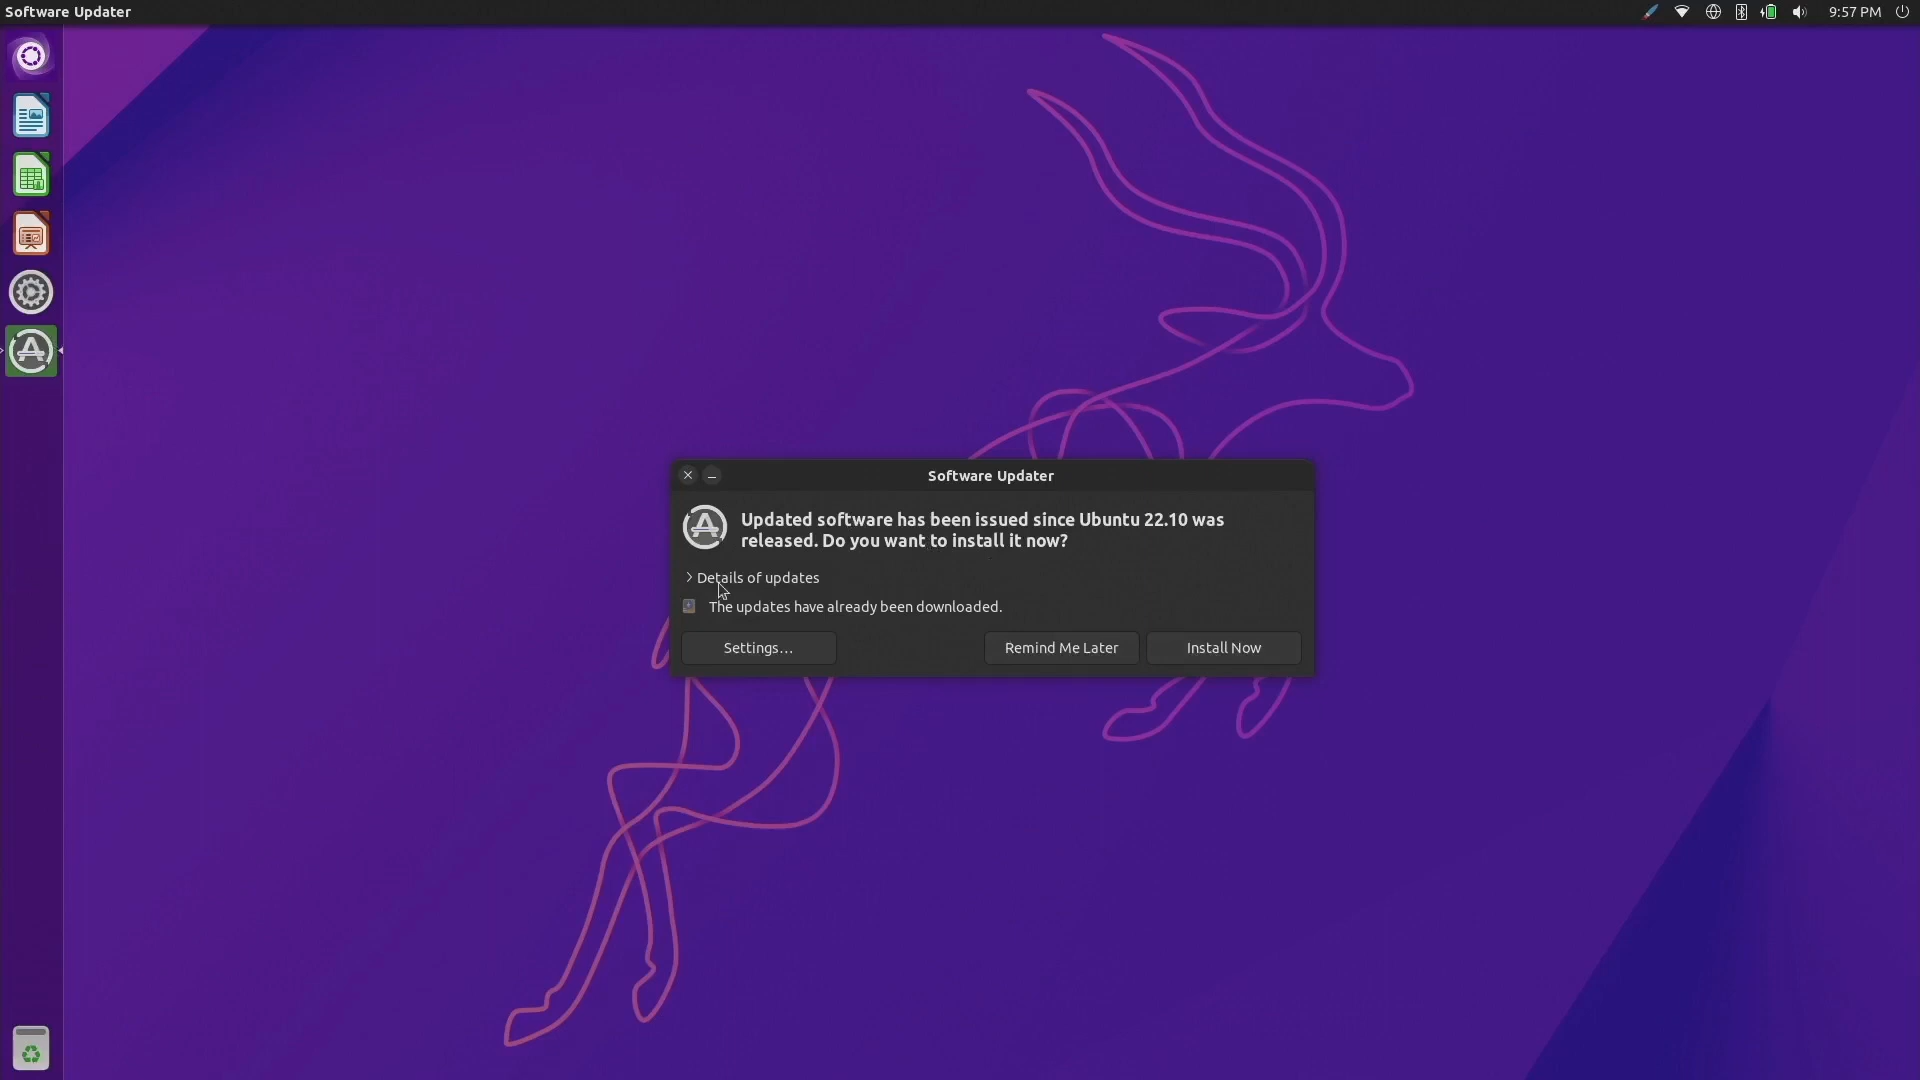 Software Updater
9:57 PM
Software Updater
Updated software has been issued since Ubuntu 22.10 was
released. Do you want to install it now?
Details of updates
The updates have already been downloaded.
Settings…
Remind Me Later
Install Now